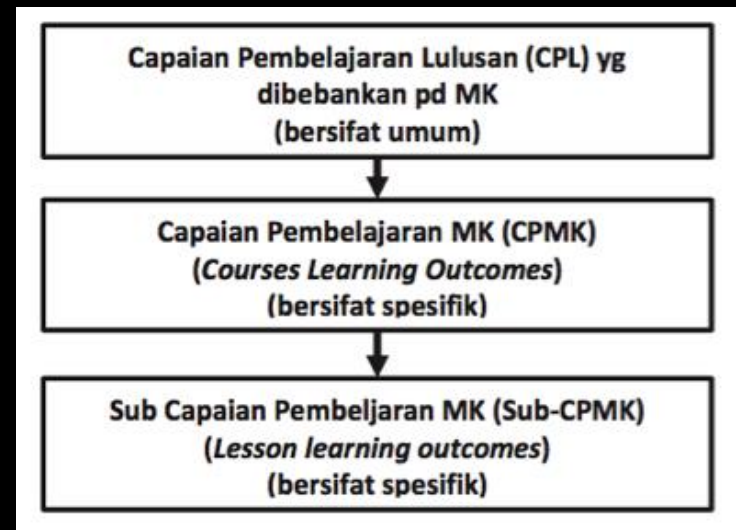 Capaian Pembelajaran Lulusan (CPL) yg
dibebankan pd MK
(bersifat umum)
Capaian Pembelajaran MK (CPMK)
(Courses Learning Outcomes)
(bersifat spesifik)
Sub Capaian Pembeljaran MK (Sub-CPMK)
(Lesson learning outcomes)
(bersifat spesifik)